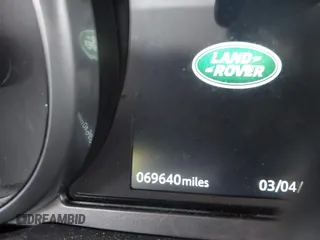 LAND
ROVER
069640miles
03/04/
DREAMBID